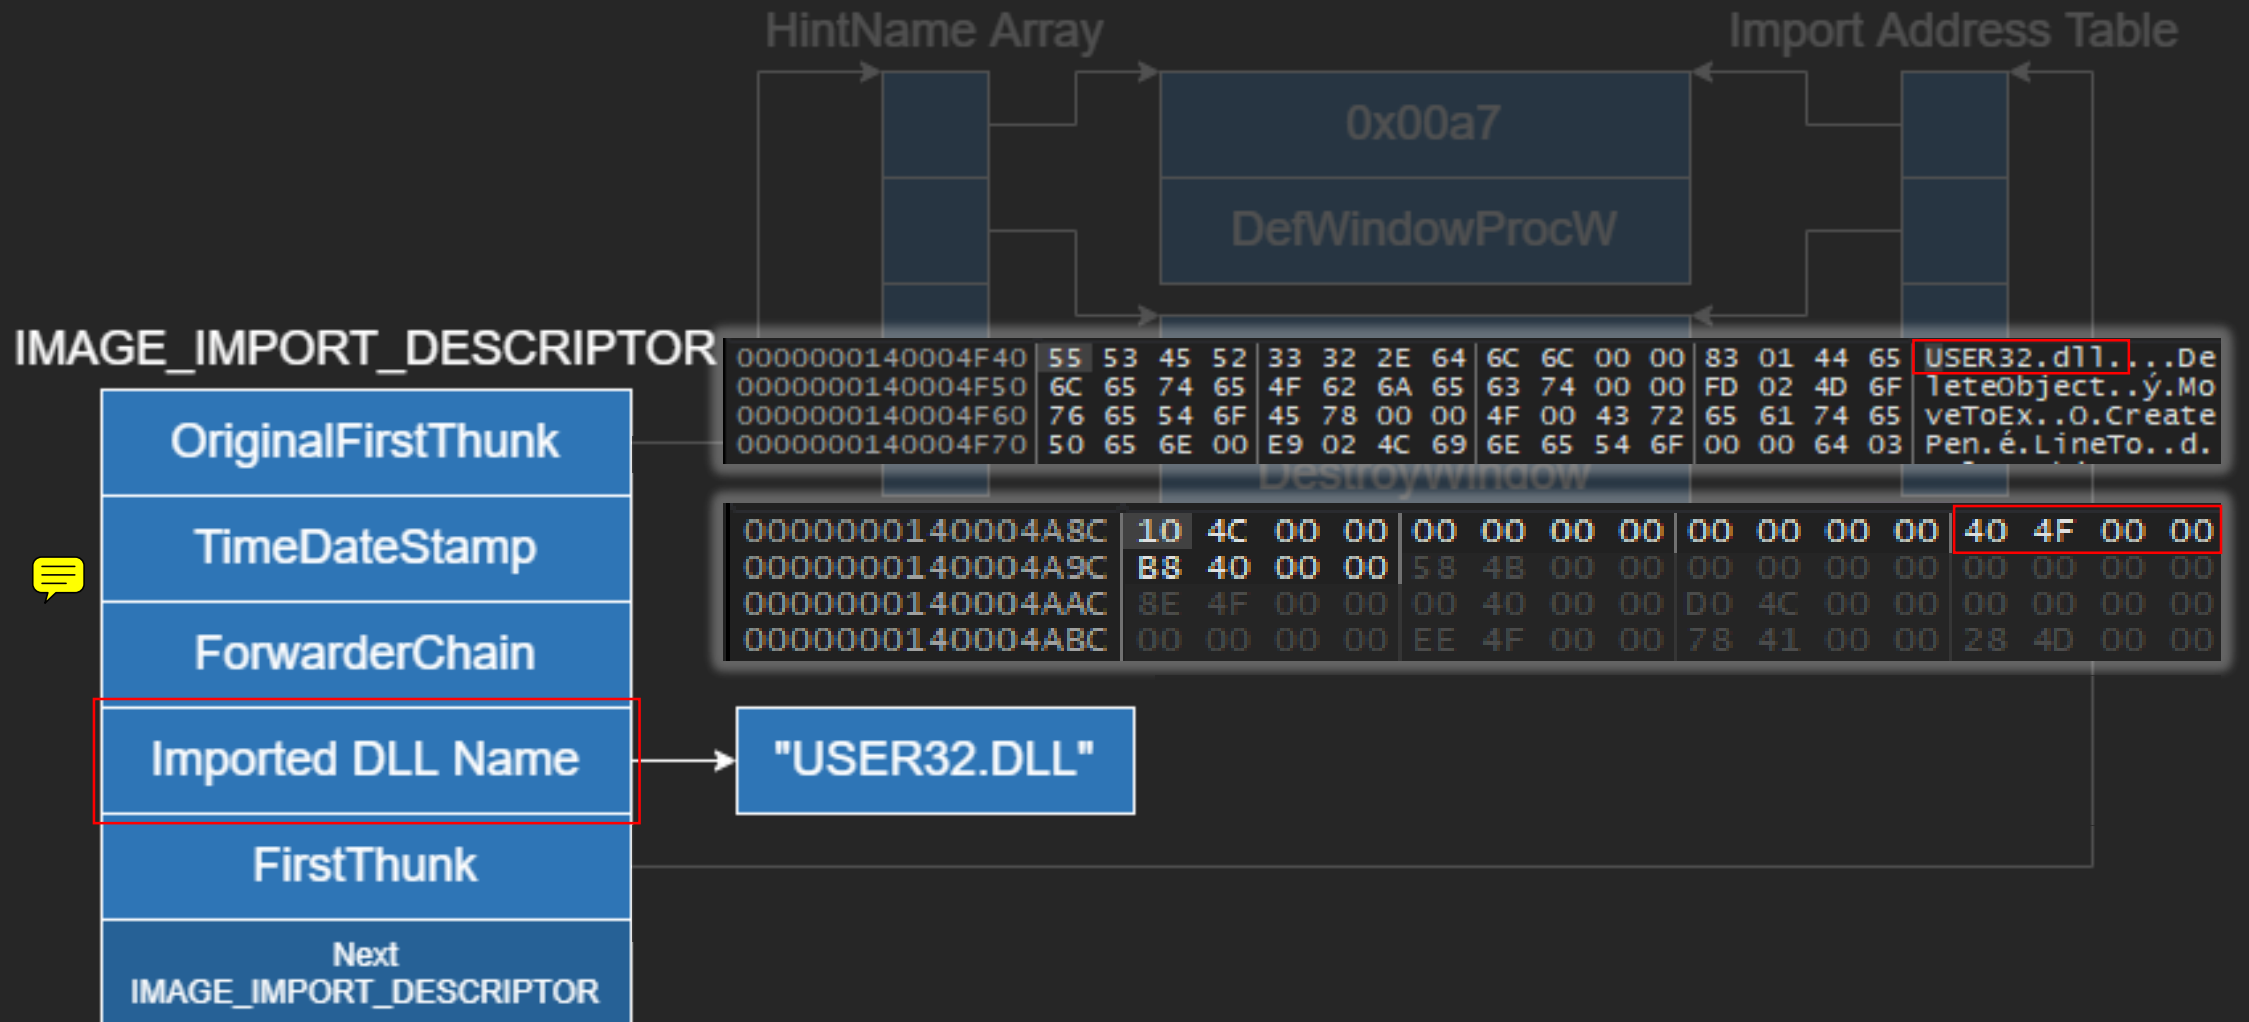 HintName Array
Import Address Table
0x00a7
DefWindowProcW
IMAGE_IMPORT_DESCRIPTOR
0000000140004F40 55 53 45 52 33 32 2E 64 6C 6C 00 00 83 01 44 65 USER32.dll....De
0000000140004F50 6C 65 74 65 4F 62 6A 65 63 74 00 00 FD 02 4D 6F leteObject..ý.Mo
0000000140004F60 76 65 54 6F 45 78 00 00 4F 00 43 72 65 61 74 65 veToEx..O.Create
0000000140004F70 50 65 6E 00 E9 02 4C 69 6E 65 54 6F 00 00 64 03 Pen.é.LineTo..d.
DestroyWindow
0000000140004A8C 10 4C 00 00 00 00 00 00 00 00 00 00 40 4F 00 00
0000000140004A9C B8 40 00 00 58 4B 00 00 00 00 00 00 00 00 00 00
0000000140004AAC 8E 4F 00 00 00 40 00 00 D0 4C 00 00 00 00 00 00
0000000140004ABC 00 00 00 00 EE 4F 00 00 78 41 00 00 28 4D 00 00
OriginalFirstThunk
TimeDateStamp
ForwarderChain
Imported DLL Name
"USER32.DLL"
FirstThunk
Next
IMAGE_IMPORT_DESCRIPTOR